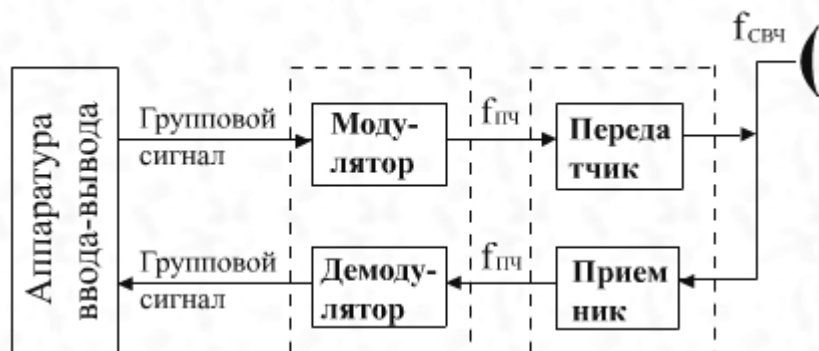 fСВЧ
Аппаратура
ввода-вывода
Групповой
сигнал
Моду-
лятор
fПЧ
Переда
тчик
Групповой
сигнал
Демоду-
лятор
fПЧ
Прием
ник